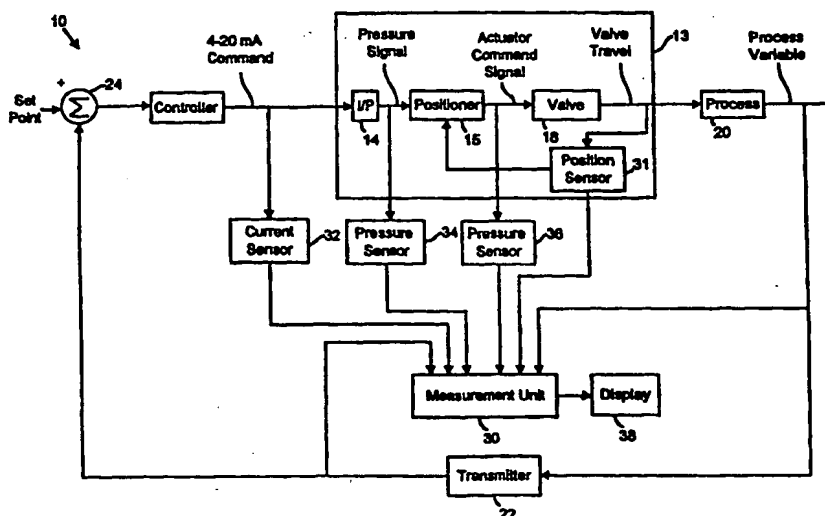 10
4-20 mA
Command
Pressure
Signal
Actuator
Command
Signal
Valve
Travel
13
Process
Variable
+
24
Set
Point
Σ
Controller
I/P
14
Positioner
15
Valve
18
Process
20
Position
Sensor
31
Current
Sensor
32
Pressure
Sensor
34
Pressure
Sensor
36
Measurement Unit
30
Display
38
Transmitter
22